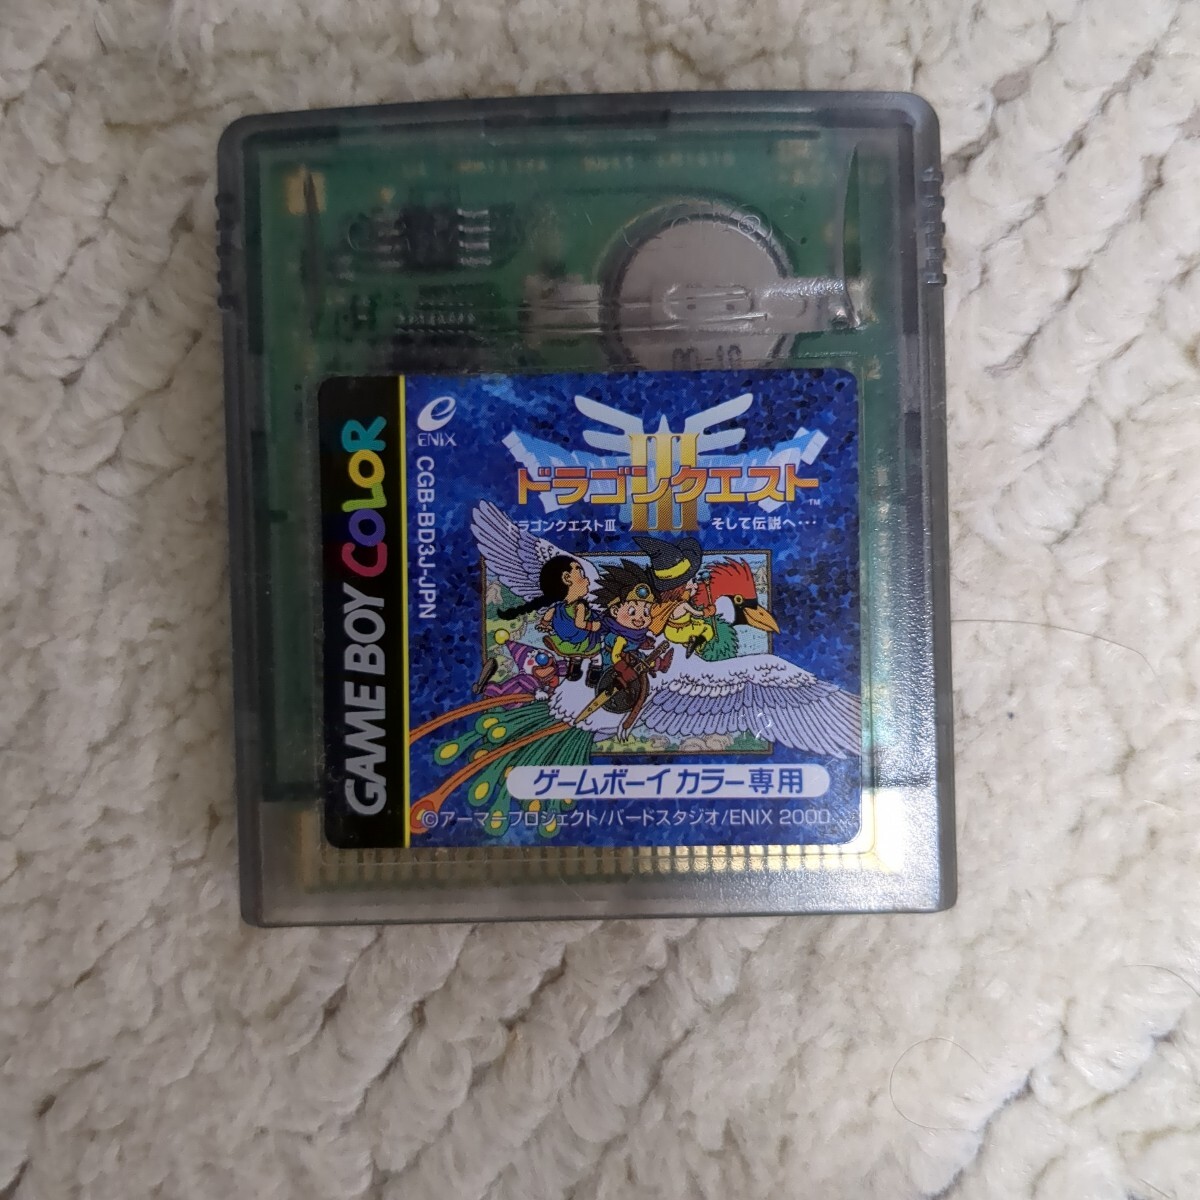 GAME BOY COLOR
ENIX
CGB-BD3J-JPN
III
ドラゴンクエスト
TM
ドラゴンクエストIII そして伝説へ…
ゲームボーイカラー専用
©アーマープロジェクト/バードスタジオ/ENIX 2000